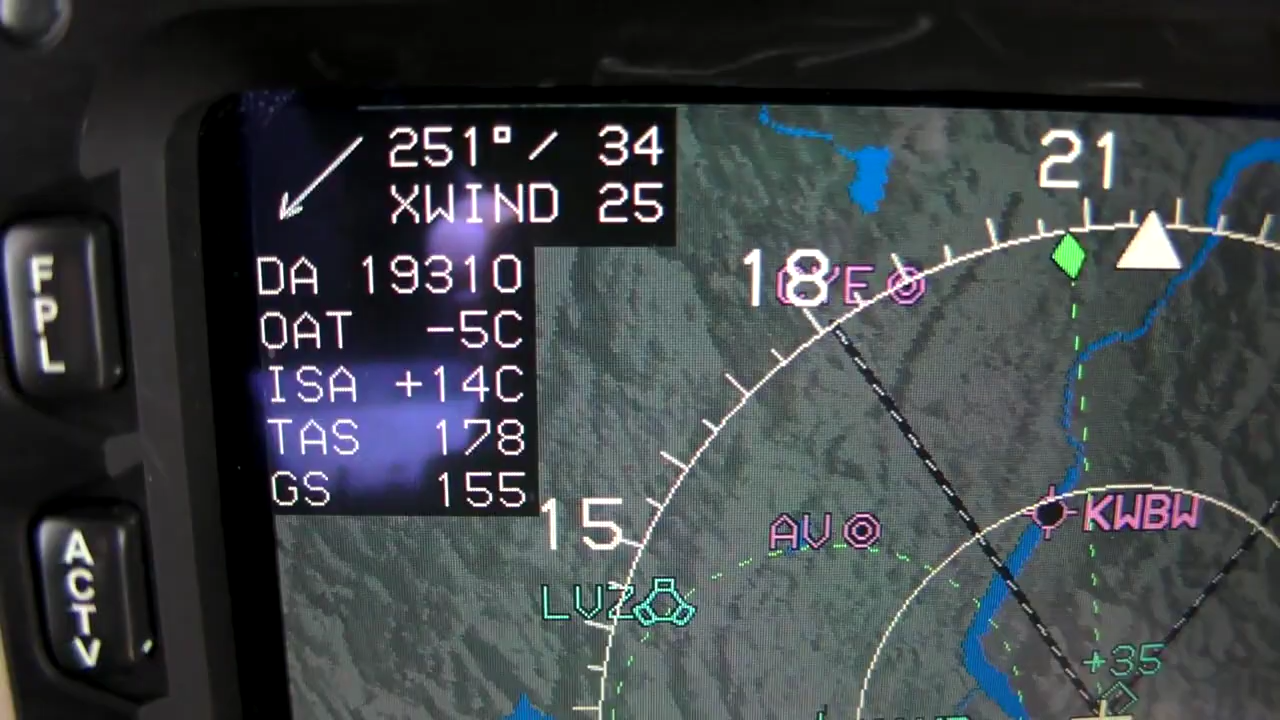 251°/ 34
XWIND 25
DA 19310
OAT -5C
ISA +14C
TAS 178
GS 155
21
18
15
AV
KWBW
LVZ
+35
FPL
ACTV